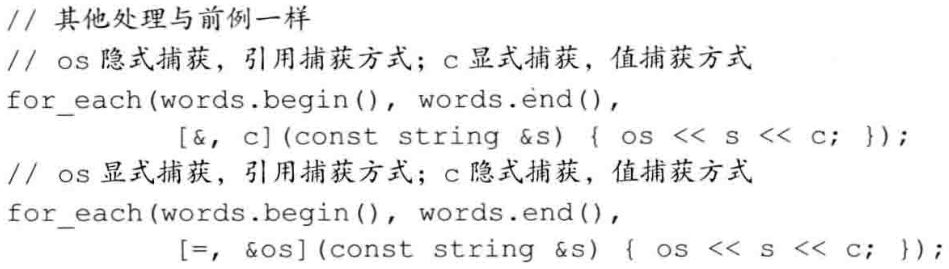 // 其他处理与前例一样
// os 隐式捕获，引用捕获方式；c 显式捕获，值捕获方式
for_each(words.begin(), words.end(),
[&, c](const string &s) { os << s << c; });
// os 显式捕获，引用捕获方式；c 隐式捕获，值捕获方式
for_each(words.begin(), words.end(),
[=, &os](const string &s) { os << s << c; });